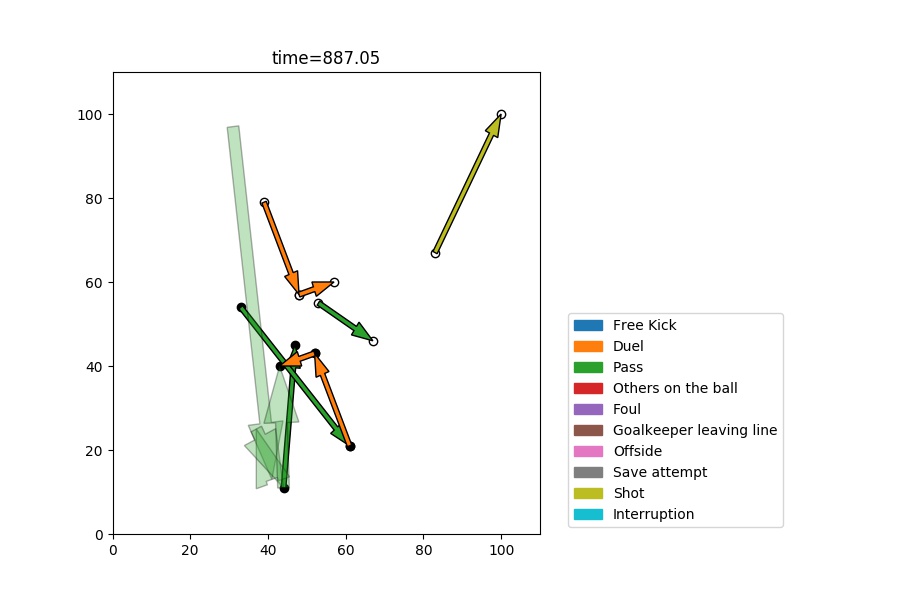 time=887.05
100
80
60
40
20
0
0 20 40 60 80 100
Free Kick
Duel
Pass
Others on the ball
Foul
Goalkeeper leaving line
Offside
Save attempt
Shot
Interruption